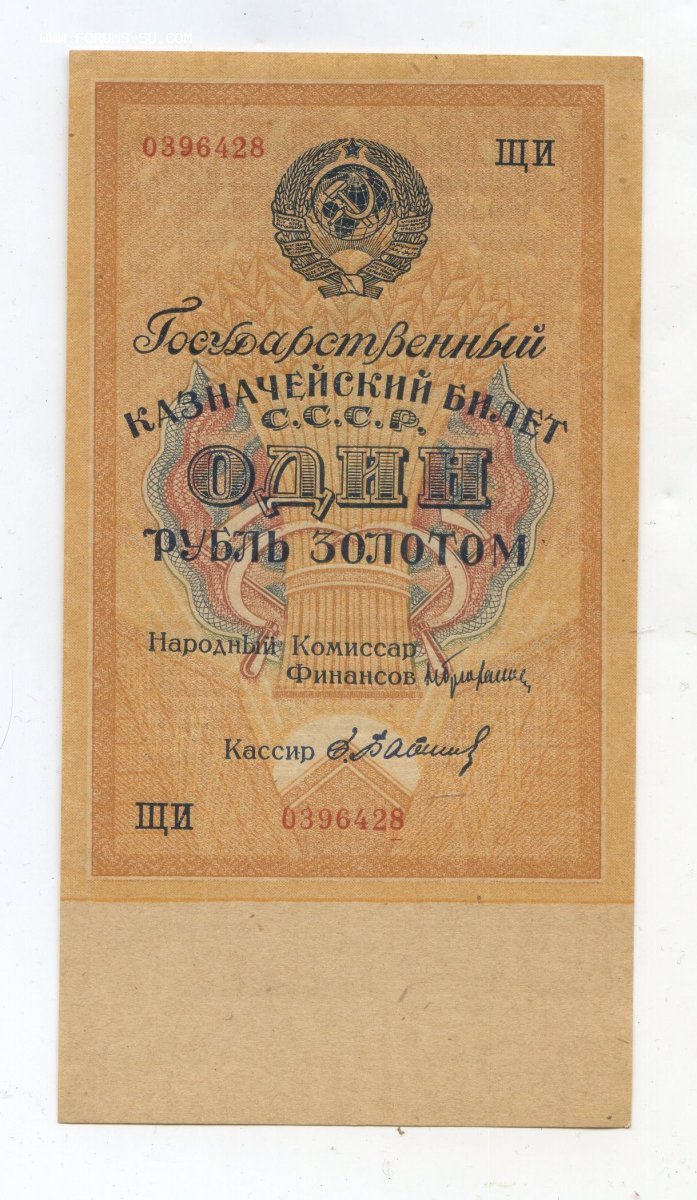 WWW.FORUMS-SU.COM
0396428 ЩИ
Государственный
КАЗНАЧЕЙСКИЙ БИЛЕТ
С.С.С.Р.
ОДИН
РУБЛЬ ЗОЛОТОМ
Народный Комиссар
Финансов
Кассир
ЩИ 0396428